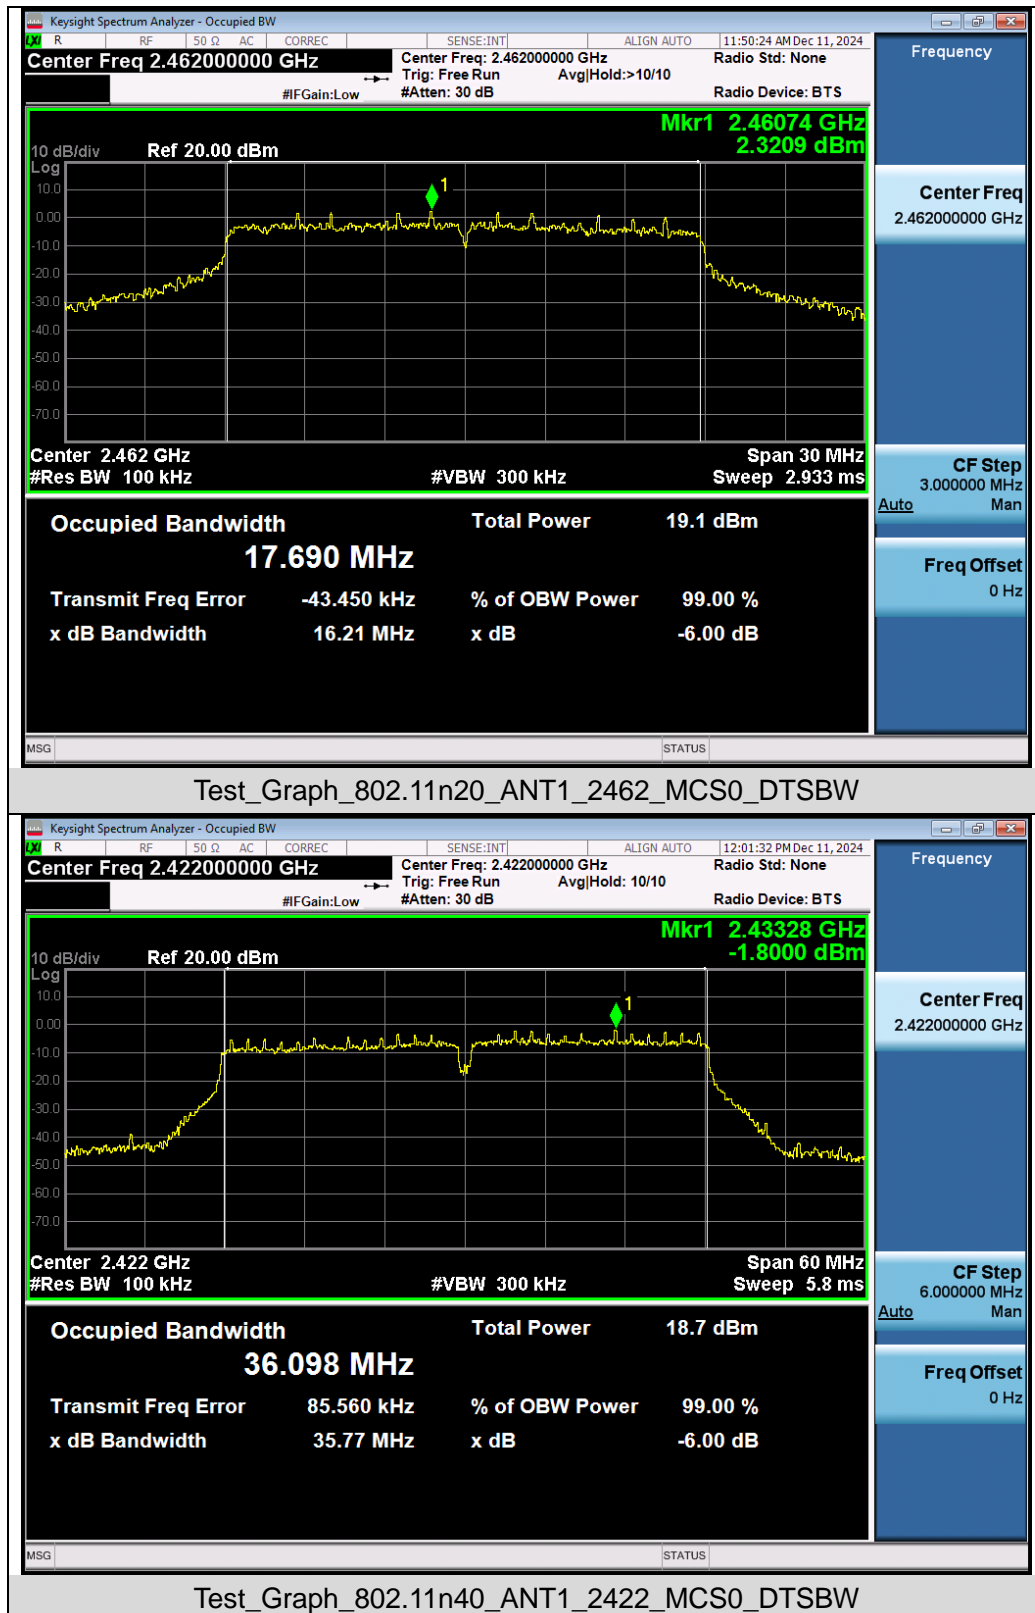 Keysight Spectrum Analyzer - Occupied BW
LXI R RF 50 Ω AC CORREC SENSE:INT ALIGN AUTO 11:50:24 AM Dec 11, 2024
Center Freq 2.462000000 GHz Center Freq: 2.462000000 GHz Radio Std: None
Trig: Free Run Avg|Hold:>10/10
#IFGain:Low #Atten: 30 dB Radio Device: BTS
Frequency
Mkr1 2.46074 GHz
2.3209 dBm
10 dB/div Ref 20.00 dBm
Log
10.0
0.00
-10.0
-20.0
-30.0
-40.0
-50.0
-60.0
-70.0
1
Center Freq
2.462000000 GHz
Center 2.462 GHz Span 30 MHz
#Res BW 100 kHz #VBW 300 kHz Sweep 2.933 ms
CF Step
3.000000 MHz
Auto Man
Occupied Bandwidth Total Power 19.1 dBm
17.690 MHz
Freq Offset
0 Hz
Transmit Freq Error -43.450 kHz % of OBW Power 99.00 %
x dB Bandwidth 16.21 MHz x dB -6.00 dB
MSG STATUS
Test_Graph_802.11n20_ANT1_2462_MCS0_DTSBW
Keysight Spectrum Analyzer - Occupied BW
LXI R RF 50 Ω AC CORREC SENSE:INT ALIGN AUTO 12:01:32 PM Dec 11, 2024
Center Freq 2.422000000 GHz Center Freq: 2.422000000 GHz Radio Std: None
Trig: Free Run Avg|Hold: 10/10
#IFGain:Low #Atten: 30 dB Radio Device: BTS
Frequency
Mkr1 2.43328 GHz
-1.8000 dBm
10 dB/div Ref 20.00 dBm
Log
10.0
0.00
-10.0
-20.0
-30.0
-40.0
-50.0
-60.0
-70.0
1
Center Freq
2.422000000 GHz
Center 2.422 GHz Span 60 MHz
#Res BW 100 kHz #VBW 300 kHz Sweep 5.8 ms
CF Step
6.000000 MHz
Auto Man
Occupied Bandwidth Total Power 18.7 dBm
36.098 MHz
Freq Offset
0 Hz
Transmit Freq Error 85.560 kHz % of OBW Power 99.00 %
x dB Bandwidth 35.77 MHz x dB -6.00 dB
MSG STATUS
Test_Graph_802.11n40_ANT1_2422_MCS0_DTSBW